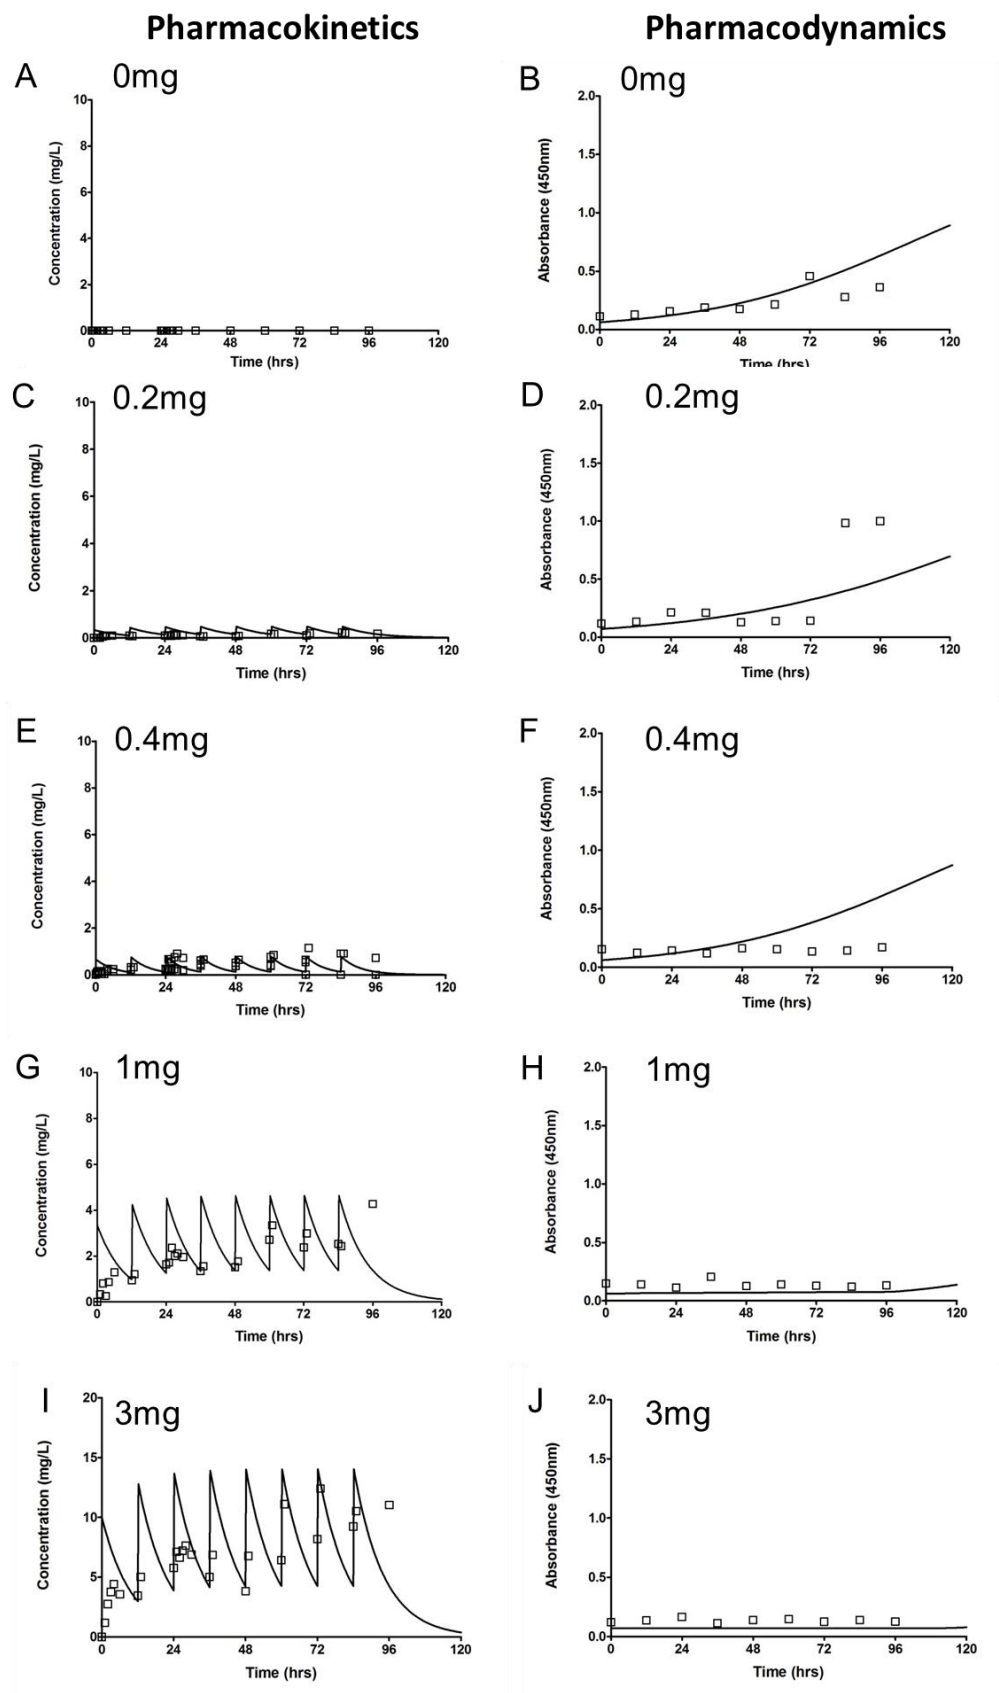 Pharmacokinetics
Pharmacodynamics
A
0mg
10
8
6
4
2
0
Concentration (mg/L)
0 24 48 72 96 120
Time (hrs)
B
0mg
2.0
1.5
1.0
0.5
0.0
Absorbance (450nm)
0 24 48 72 96 120
Time (hrs)
C
0.2mg
10
8
6
4
2
0
Concentration (mg/L)
0 24 48 72 96 120
Time (hrs)
D
0.2mg
2.0
1.5
1.0
0.5
0.0
Absorbance (450nm)
0 24 48 72 96 120
Time (hrs)
E
0.4mg
10
8
6
4
2
0
Concentration (mg/L)
0 24 48 72 96 120
Time (hrs)
F
0.4mg
2.0
1.5
1.0
0.5
0.0
Absorbance (450nm)
0 24 48 72 96 120
Time (hrs)
G
1mg
10
8
6
4
2
0
Concentration (mg/L)
0 24 48 72 96 120
Time (hrs)
H
1mg
2.0
1.5
1.0
0.5
0.0
Absorbance (450nm)
0 24 48 72 96 120
Time (hrs)
I
3mg
20
15
10
5
0
Concentration (mg/L)
0 24 48 72 96 120
Time (hrs)
J
3mg
2.0
1.5
1.0
0.5
0.0
Absorbance (450nm)
0 24 48 72 96 120
Time (hrs)